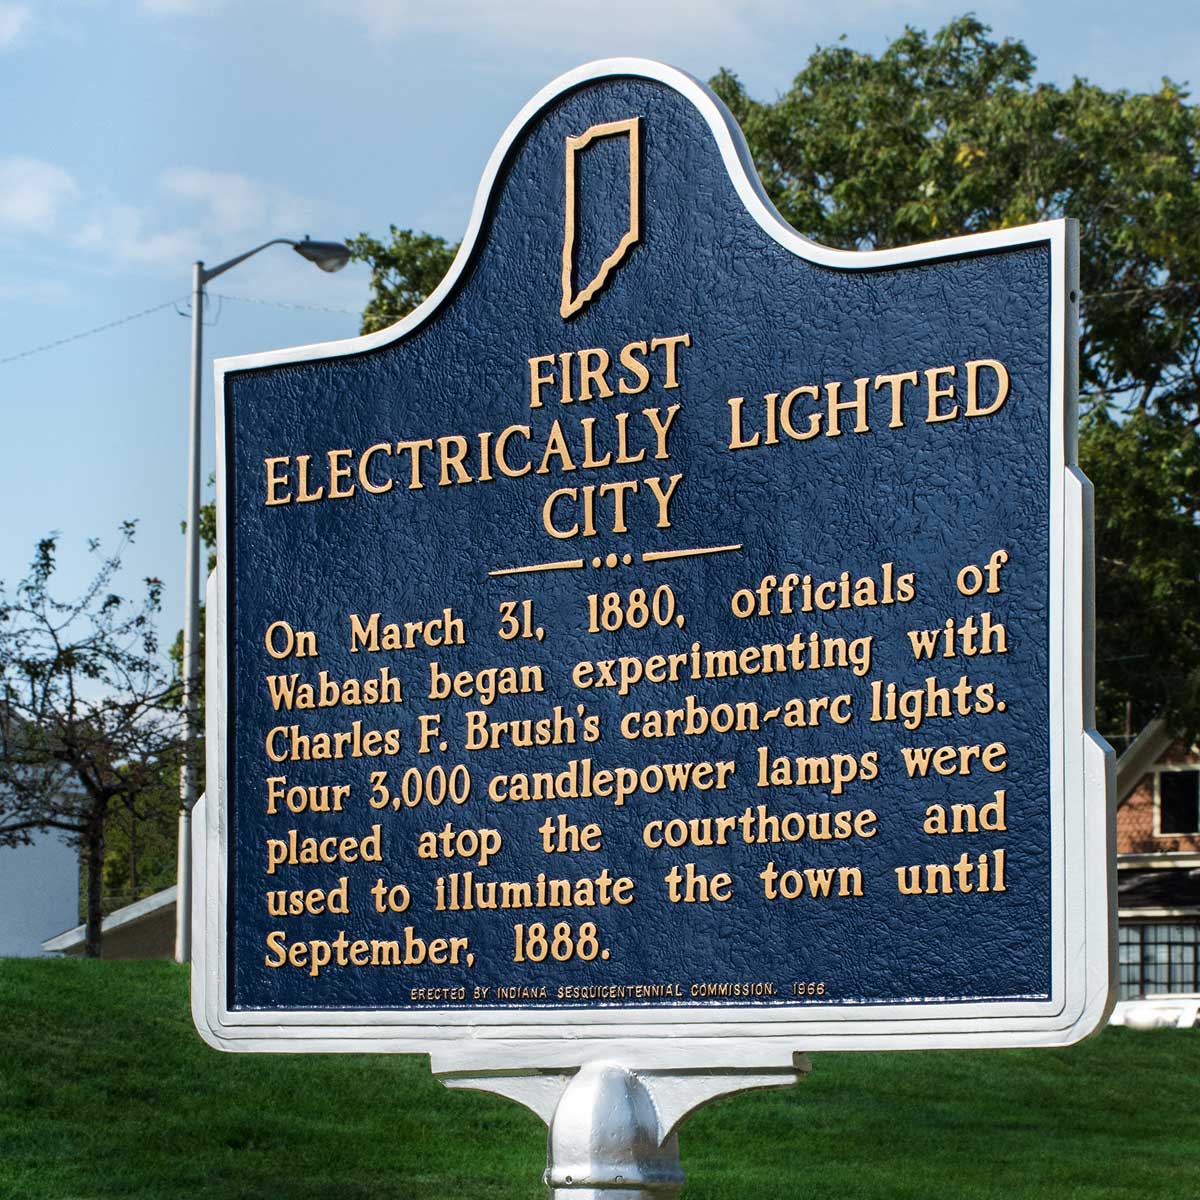 FIRST
ELECTRICALLY LIGHTED
CITY
On March 31, 1880, officials of
Wabash began experimenting with
Charles F. Brush's carbon-arc lights.
Four 3,000 candlepower lamps were
placed atop the courthouse and
used to illuminate the town until
September, 1888.
ERECTED BY INDIANA SESQUICENTENNIAL COMMISSION, 1966